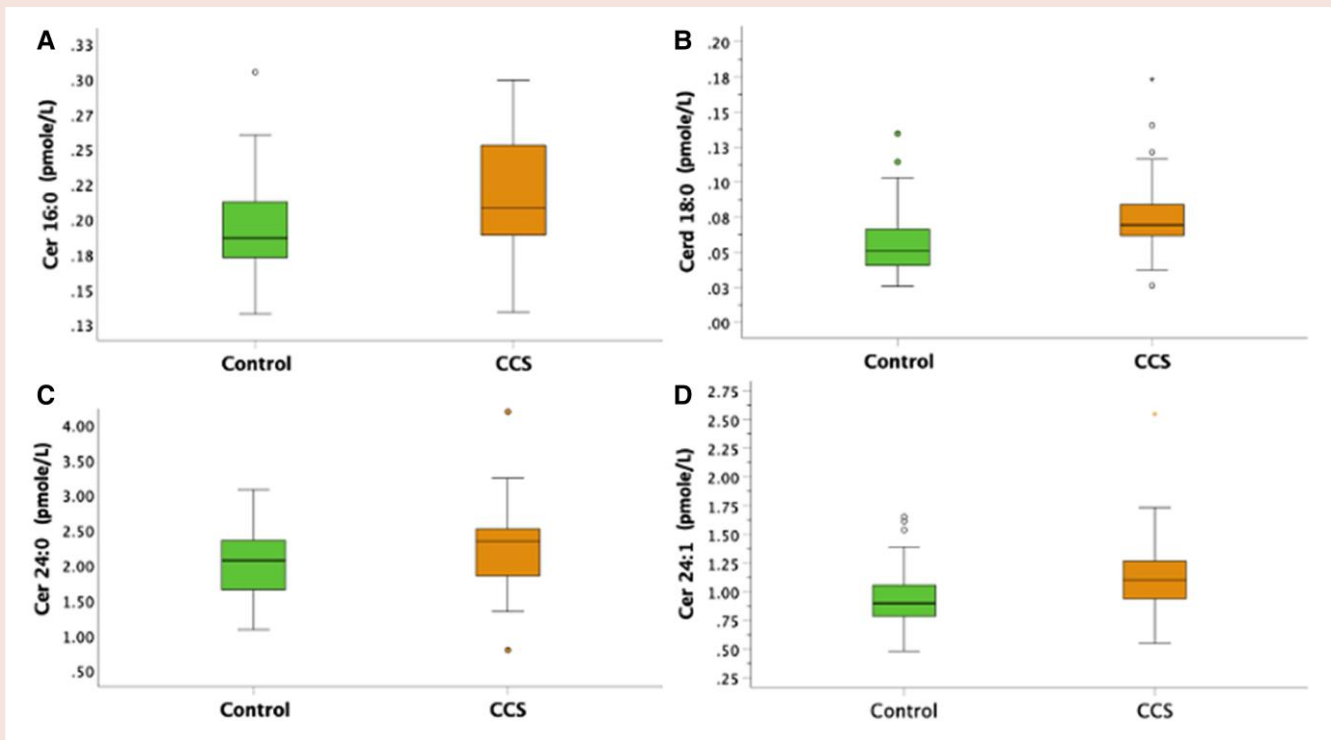 A
Cer 16:0 (pmole/L)
.33
.30
.27
.25
.22
.20
.18
.15
.13
Control
CCS
B
Cerd 18:0 (pmole/L)
.20
.18
.15
.13
.10
.08
.05
.03
.00
Control
CCS
C
Cer 24:0 (pmole/L)
4.00
3.50
3.00
2.50
2.00
1.50
1.00
.50
Control
CCS
D
Cer 24:1 (pmole/L)
2.75
2.50
2.25
2.00
1.75
1.50
1.25
1.00
.75
.50
.25
Control
CCS